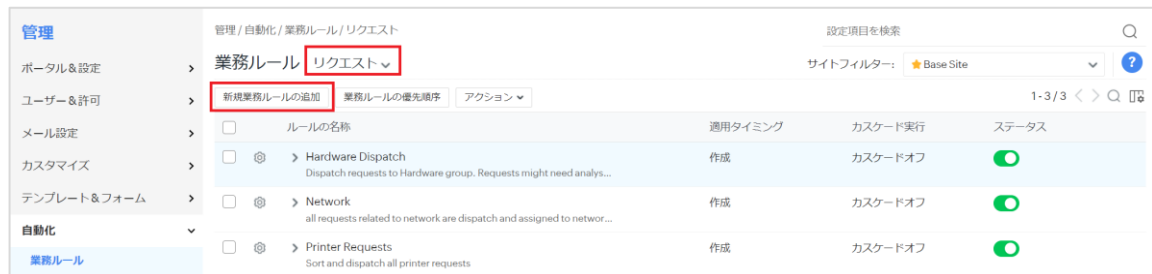 管理
ポータル&設定
ユーザー&許可
メール設定
カスタマイズ
テンプレート&フォーム
自動化
業務ルール
管理 / 自動化 / 業務ルール / リクエスト
設定項目を検索
業務ルール リクエスト
サイトフィルター: Base Site
?
新規業務ルールの追加 業務ルールの優先順序 アクション
1 - 3 / 3
ルールの名称 適用タイミング カスケード実行 ステータス
Hardware Dispatch 作成 カスケードオフ
Dispatch requests to Hardware group. Requests might need analys...
Network 作成 カスケードオフ
all requests related to network are dispatch and assigned to networ...
Printer Requests 作成 カスケードオフ
Sort and dispatch all printer requests